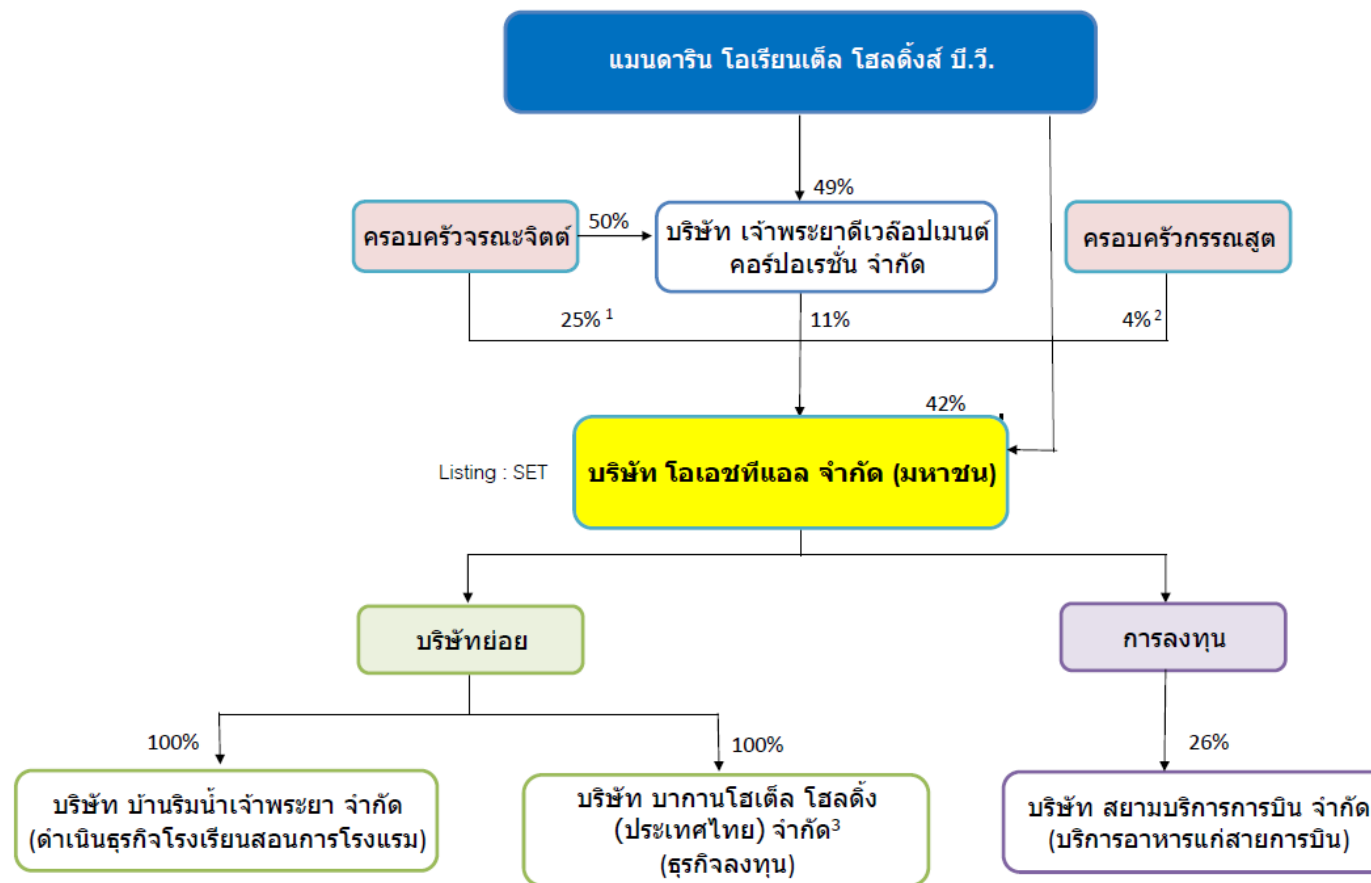 แมนดาริน โอเรียนเต็ล โฮลดิ้งส์ บี.วี.
49%
ครอบครัวจรณะจิตต์
50%
บริษัท เจ้าพระยาดีเวล๊อปเมนต์
คอร์ปอเรชั่น จำกัด
ครอบครัวกรรณสูต
25% 1
11%
4% 2
42%
Listing : SET
บริษัท โอเอชทีแอล จำกัด (มหาชน)
บริษัทย่อย
การลงทุน
100%
100%
26%
บริษัท บ้านริมน้ำเจ้าพระยา จำกัด
(ดำเนินธุรกิจโรงเรียนสอนการโรงแรม)
บริษัท บากานโฮเต็ล โฮลดิ้ง
(ประเทศไทย) จำกัด3
(ธุรกิจลงทุน)
บริษัท สยามบริการการบิน จำกัด
(บริการอาหารแก่สายการบิน)